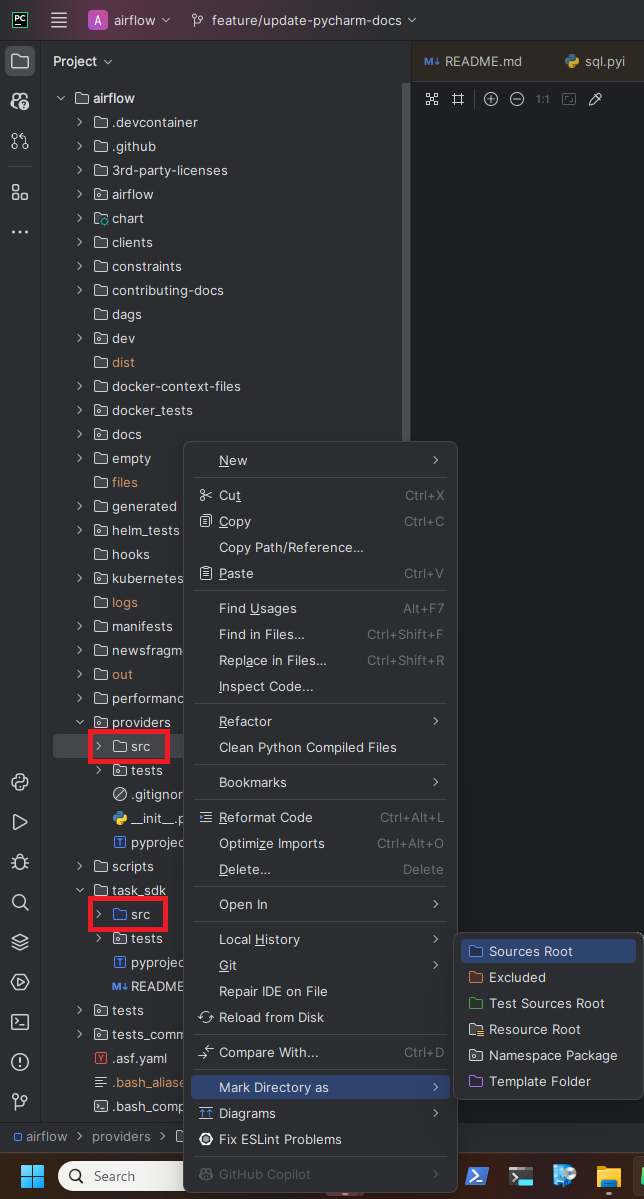 PC A airflow feature/update-pycharm-docs
Project
M↓ README.md
sql.pyi
1:1
airflow
.devcontainer
.github
3rd-party-licenses
airflow
chart
clients
constraints
contributing-docs
dags
dev
dist
docker-context-files
docker_tests
docs
empty
files
generated
helm_tests
hooks
kubernetes
logs
manifests
newsfragme
out
performanc
providers
src
tests
.gitignor
__init__.p
pyprojec
scripts
task_sdk
src
tests
pyprojec
M↓ README
tests
tests_comm
.asf.yaml
.bash_aliase
.bash_comp
New
Cut Ctrl+X
Copy Ctrl+C
Copy Path/Reference...
Paste Ctrl+V
Find Usages Alt+F7
Find in Files... Ctrl+Shift+F
Replace in Files... Ctrl+Shift+R
Inspect Code...
Refactor
Clean Python Compiled Files
Bookmarks
Reformat Code Ctrl+Alt+L
Optimize Imports Ctrl+Alt+O
Delete... Delete
Open In
Local History
Git
Repair IDE on File
Reload from Disk
Compare With... Ctrl+D
Mark Directory as
Diagrams
Fix ESLint Problems
GitHub Copilot
Sources Root
Excluded
Test Sources Root
Resource Root
Namespace Package
Template Folder
airflow > providers >
Search